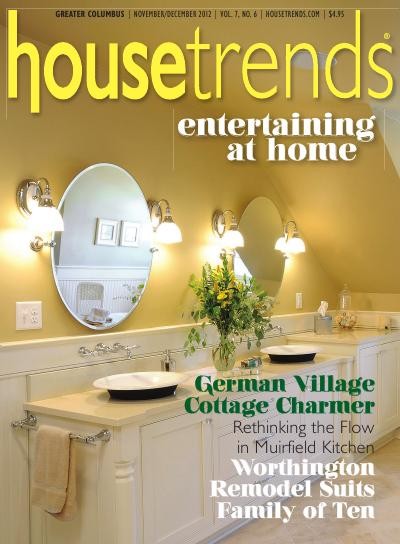 GREATER COLUMBUS | NOVEMBER/DECEMBER 2012 | VOL. 7, NO. 6 | HOUSETRENDS.COM | $4.95
housetrends®
entertaining
at home
German Village
Cottage Charmer
Rethinking the Flow
in Muirfield Kitchen
Worthington
Remodel Suits
Family of Ten